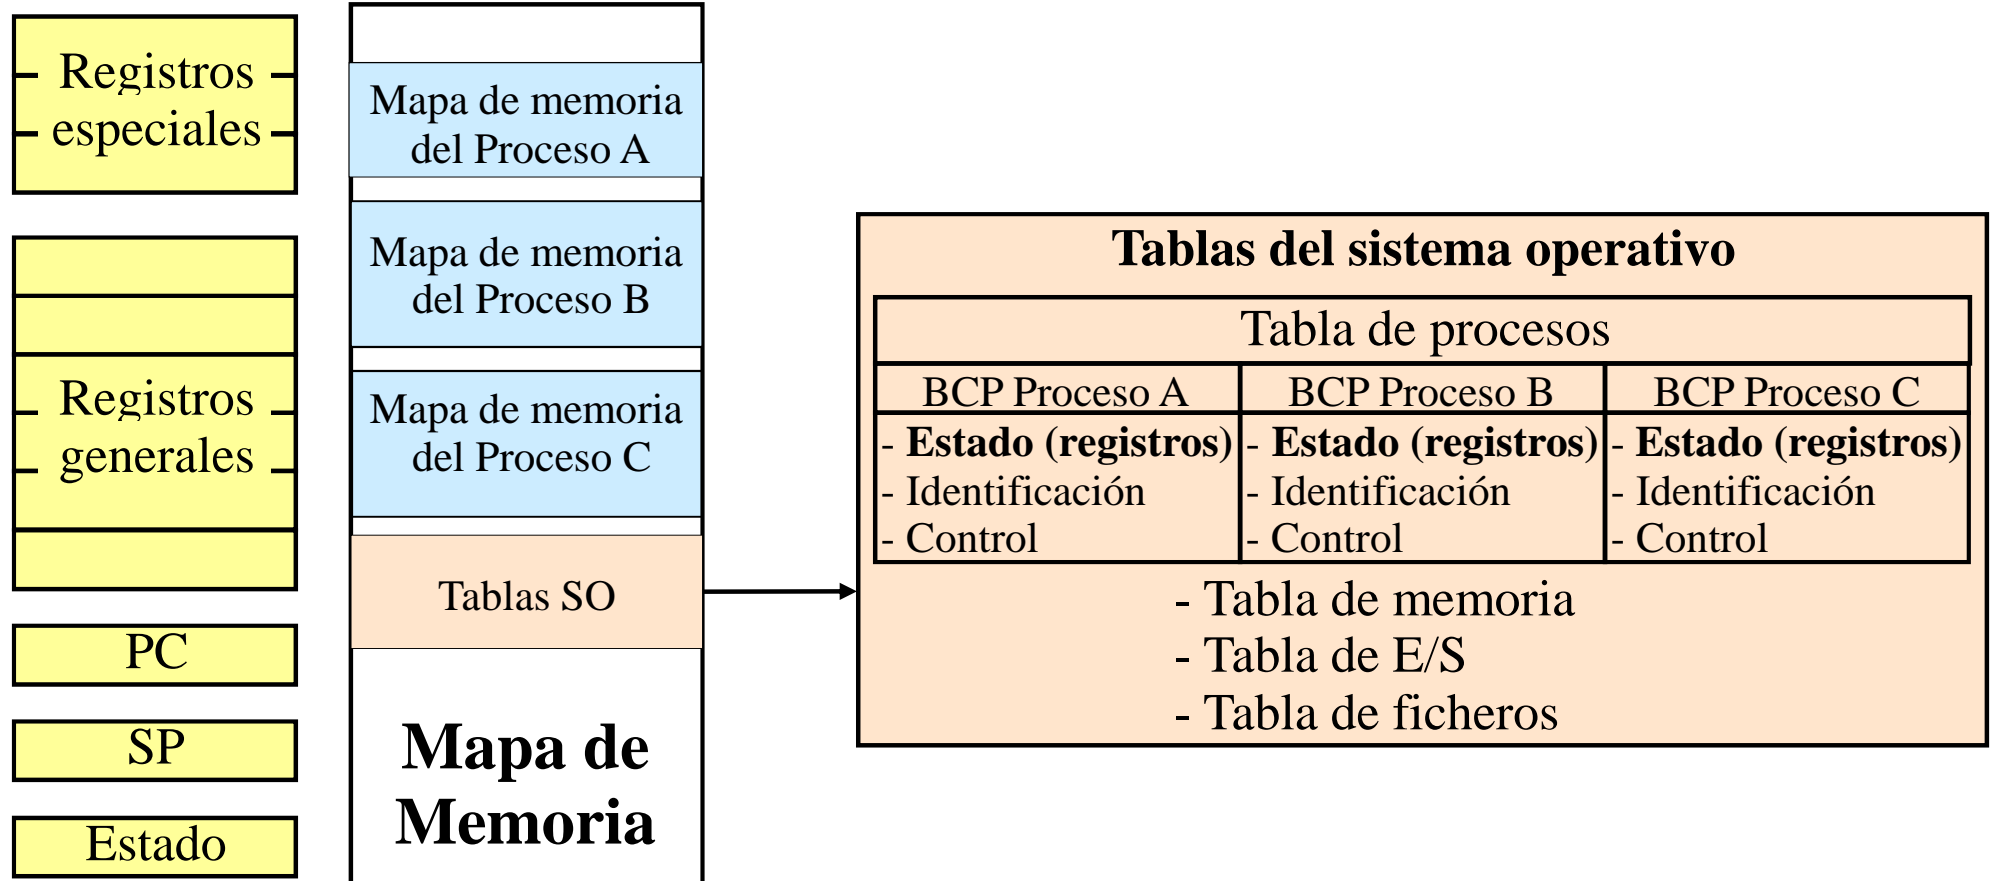 Registros
especiales
Registros
generales
PC
SP
Estado
Mapa de memoria
del Proceso A
Mapa de memoria
del Proceso B
Mapa de memoria
del Proceso C
Tablas SO
Mapa de
Memoria
Tablas del sistema operativo
Tabla de procesos
BCP Proceso A
- Estado (registros)
- Identificación
- Control
BCP Proceso B
- Estado (registros)
- Identificación
- Control
BCP Proceso C
- Estado (registros)
- Identificación
- Control
- Tabla de memoria
- Tabla de E/S
- Tabla de ficheros